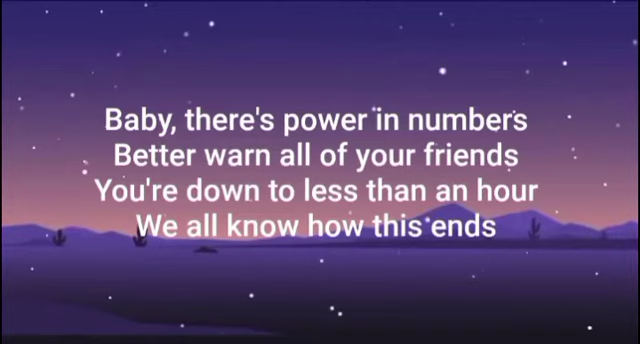 Baby, there's power in numbers
Better warn all of your friends
You're down to less than an hour
We all know how this ends